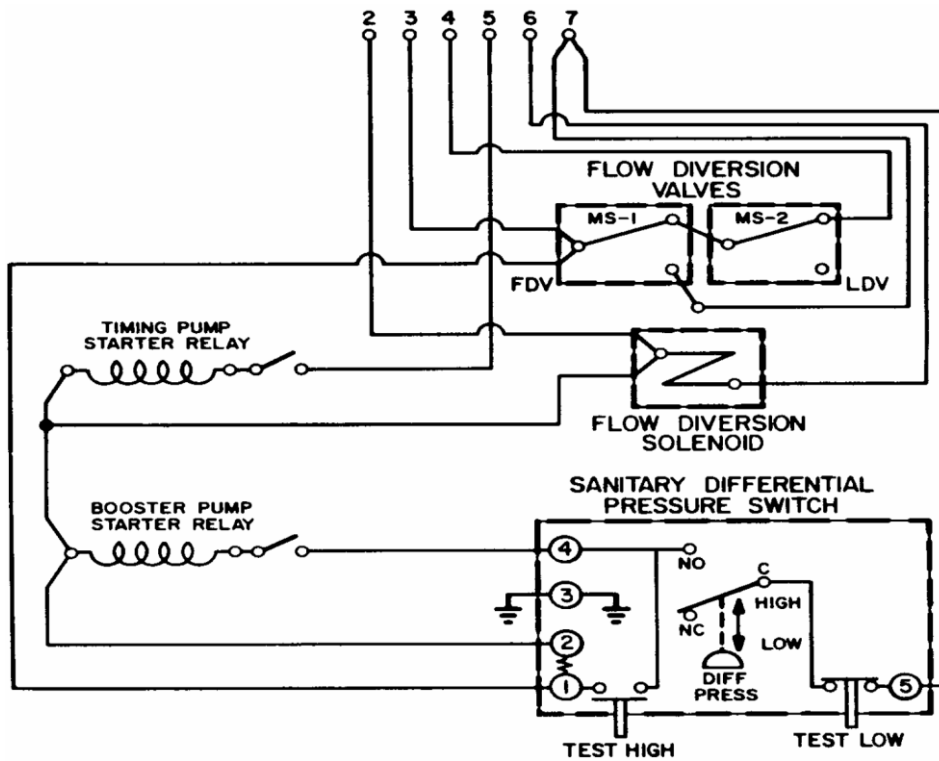 2 3 4 5 6 7
FLOW DIVERSION
VALVES
MS-1
MS-2
FDV
LDV
TIMING PUMP
STARTER RELAY
FLOW DIVERSION
SOLENOID
SANITARY DIFFERENTIAL
PRESSURE SWITCH
BOOSTER PUMP
STARTER RELAY
4
NO
C
3
HIGH
NC
2
LOW
DIFF
PRESS
1
5
TEST HIGH
TEST LOW